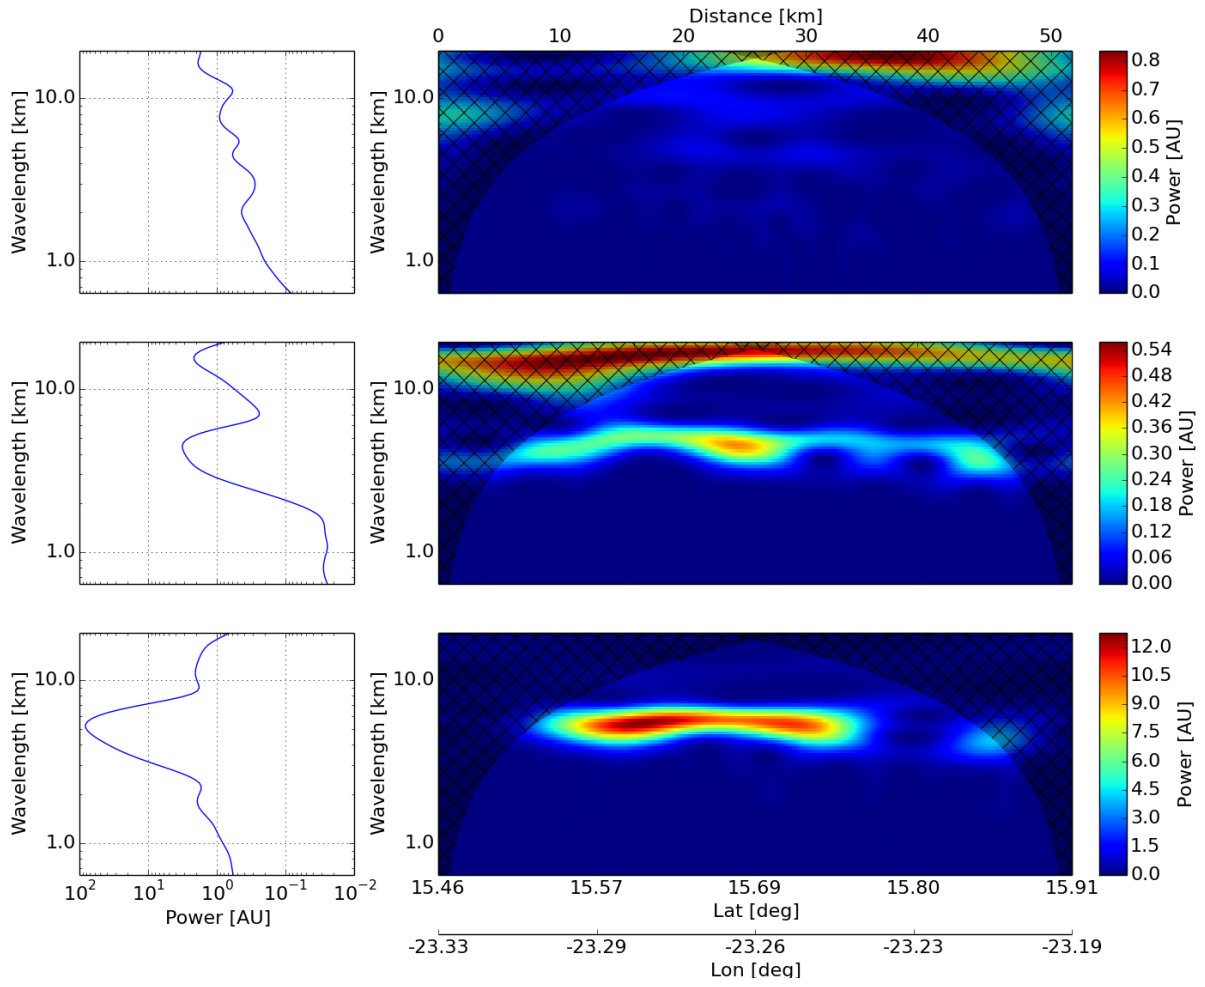 Distance [km]
0 10 20 30 40 50
10.0
1.0
Wavelength [km]
10.0
1.0
Wavelength [km]
0.8
0.7
0.6
0.5
0.4
0.3
0.2
0.1
0.0
Power [AU]
10.0
1.0
Wavelength [km]
10.0
1.0
Wavelength [km]
0.54
0.48
0.42
0.36
0.30
0.24
0.18
0.12
0.06
0.00
Power [AU]
10.0
1.0
Wavelength [km]
10.0
1.0
Wavelength [km]
12.0
10.5
9.0
7.5
6.0
4.5
3.0
1.5
0.0
Power [AU]
10² 10¹ 10⁰ 10⁻¹ 10⁻²
Power [AU]
15.46 15.57 15.69 15.80 15.91
Lat [deg]
-23.33 -23.29 -23.26 -23.23 -23.19
Lon [deg]